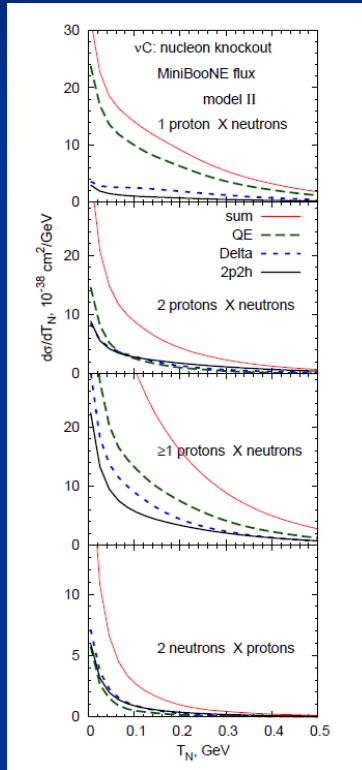 30
νC: nucleon knockout
MiniBooNE flux
20
model II
1 proton X neutrons
10
0
sum
QE
20
Delta
2p2h
10
2 protons X neutrons
0
dσ/dT_N, 10^-38 cm^2/GeV
20
≥1 protons X neutrons
10
0
10
5
2 neutrons X protons
0
0 0.1 0.2 0.3 0.4 0.5
T_N, GeV